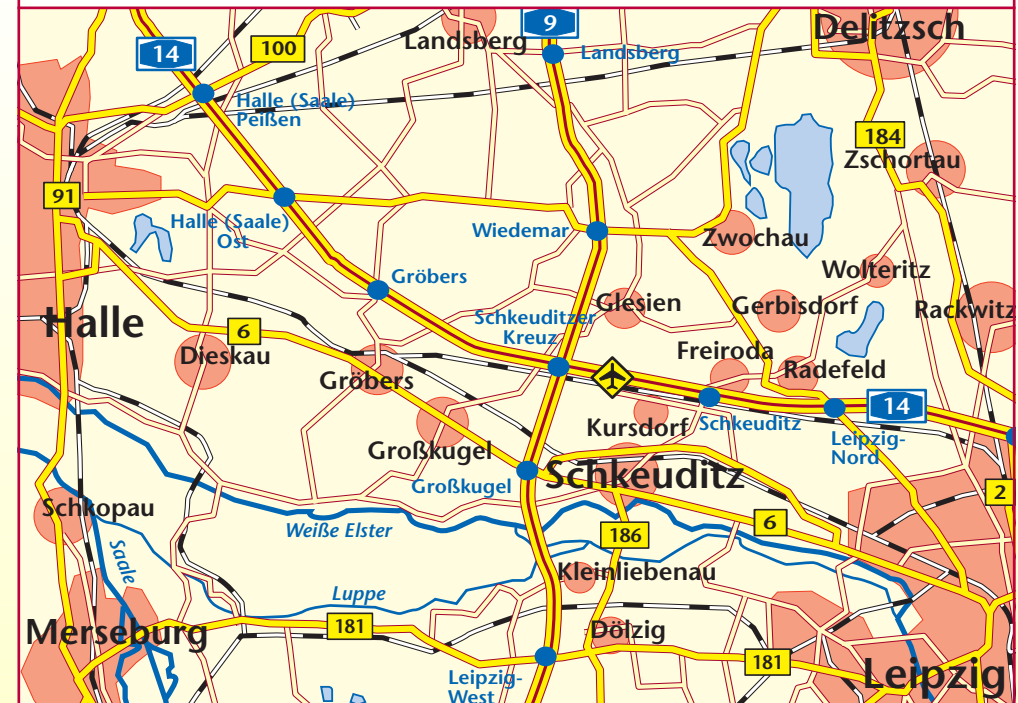 9
Delitzsch
14
100
Landsberg
Landsberg
Halle (Saale)
Peißen
184
Zschortau
91
Halle (Saale)
Ost
Wiedemar
Zwochau
Wolteritz
Gröbers
Glesien
Gerbisdorf
Rackwitz
Halle
Schkeuditzer
Kreuz
6
Dieskau
Freiroda
Radefeld
Gröbers
14
Kursdorf
Schkeuditz
Leipzig-
Nord
Großkugel
Großkugel
Schkeuditz
2
Schkopau
Weiße Elster
186
6
Saale
Kleinliebenau
Luppe
Merseburg
181
Dölzig
181
Leipzig-
West
Leipzig